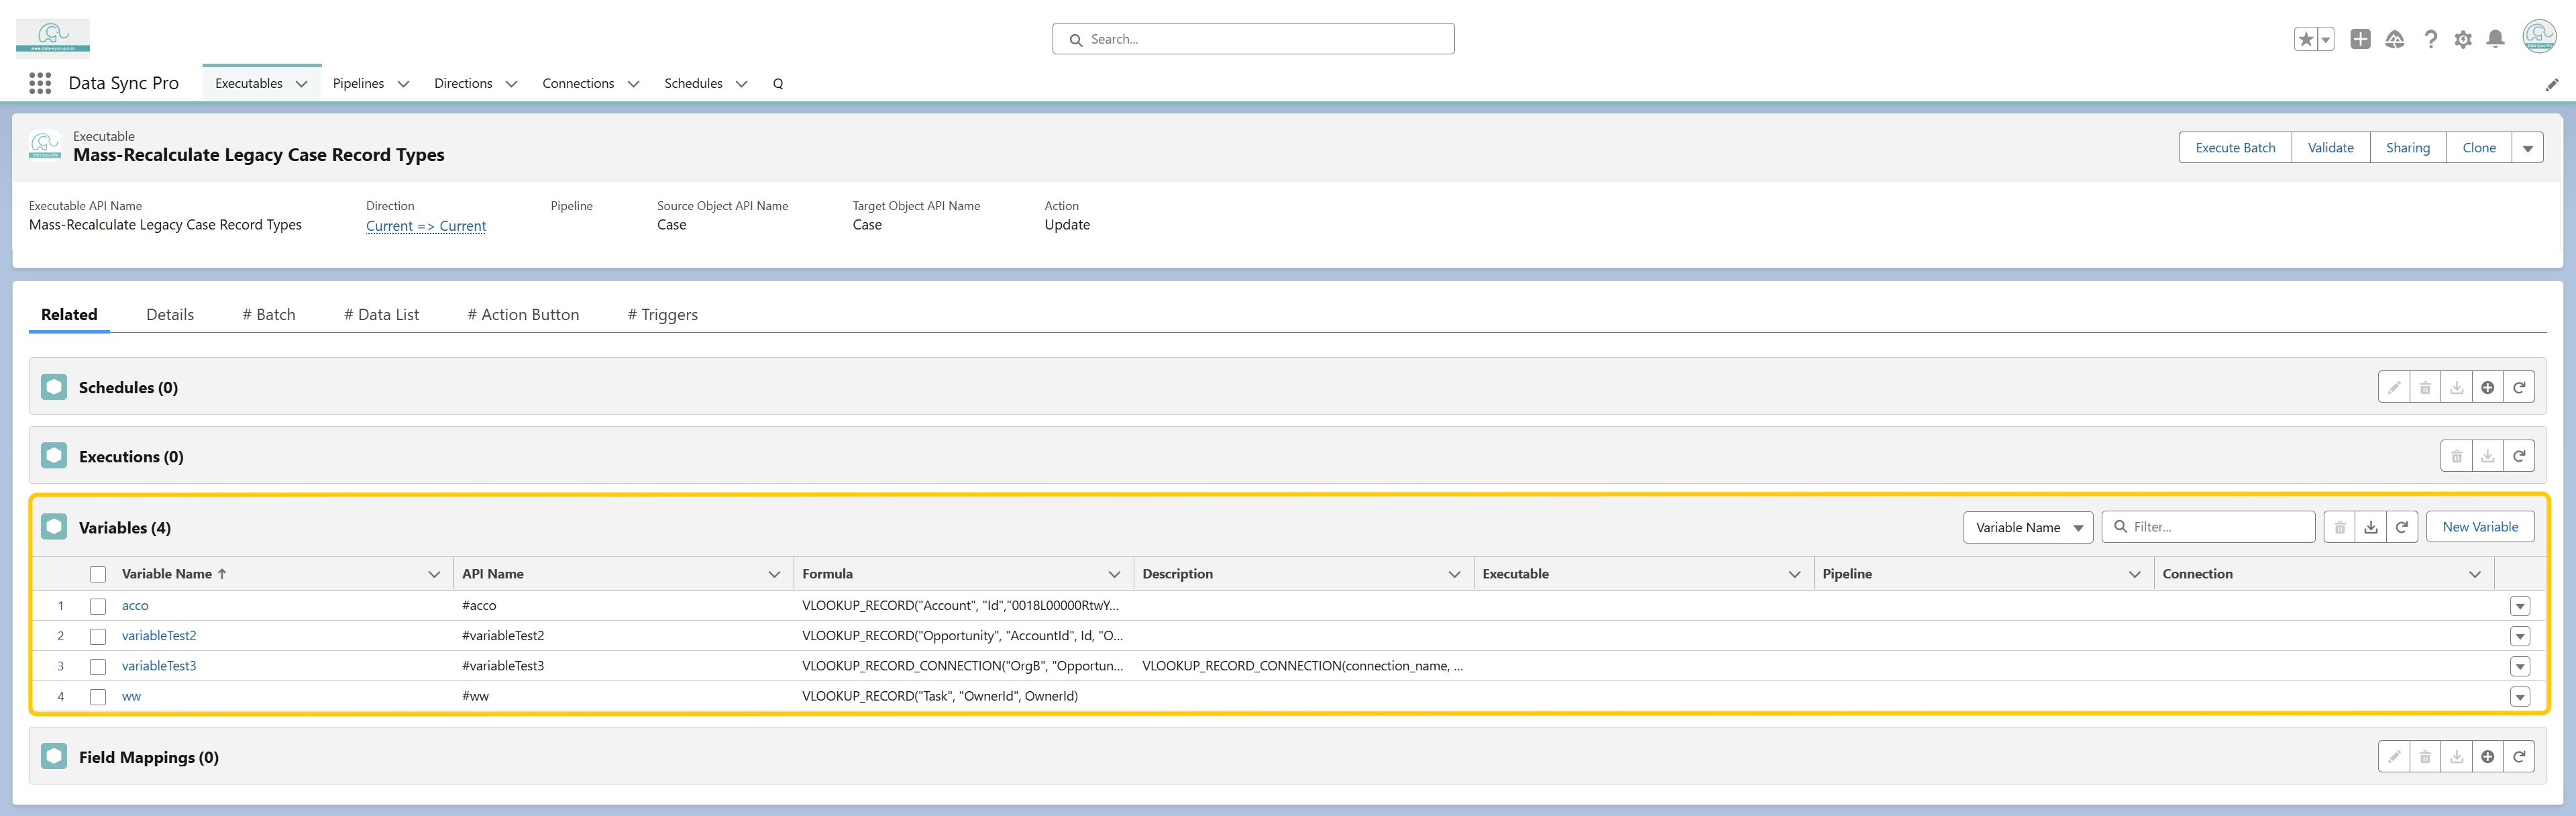 www.data-sync-pro.io
Search...
Data Sync Pro
Executables
Pipelines
Directions
Connections
Schedules
Q
Executable
Mass-Recalculate Legacy Case Record Types
Execute Batch
Validate
Sharing
Clone
Executable API Name
Direction
Pipeline
Source Object API Name
Target Object API Name
Action
Mass-Recalculate Legacy Case Record Types
Current => Current
Case
Case
Update
Related
Details
# Batch
# Data List
# Action Button
# Triggers
Schedules (0)
Executions (0)
Variables (4)
Variable Name
Filter...
New Variable
Variable Name
API Name
Formula
Description
Executable
Pipeline
Connection
1 acco #acco VLOOKUP_RECORD("Account", "Id","0018L00000RtwY...
2 variableTest2 #variableTest2 VLOOKUP_RECORD("Opportunity", "AccountId", Id, "O...
3 variableTest3 #variableTest3 VLOOKUP_RECORD_CONNECTION("OrgB", "Opportun... VLOOKUP_RECORD_CONNECTION(connection_name, ...
4 ww #ww VLOOKUP_RECORD("Task", "OwnerId", OwnerId)
Field Mappings (0)